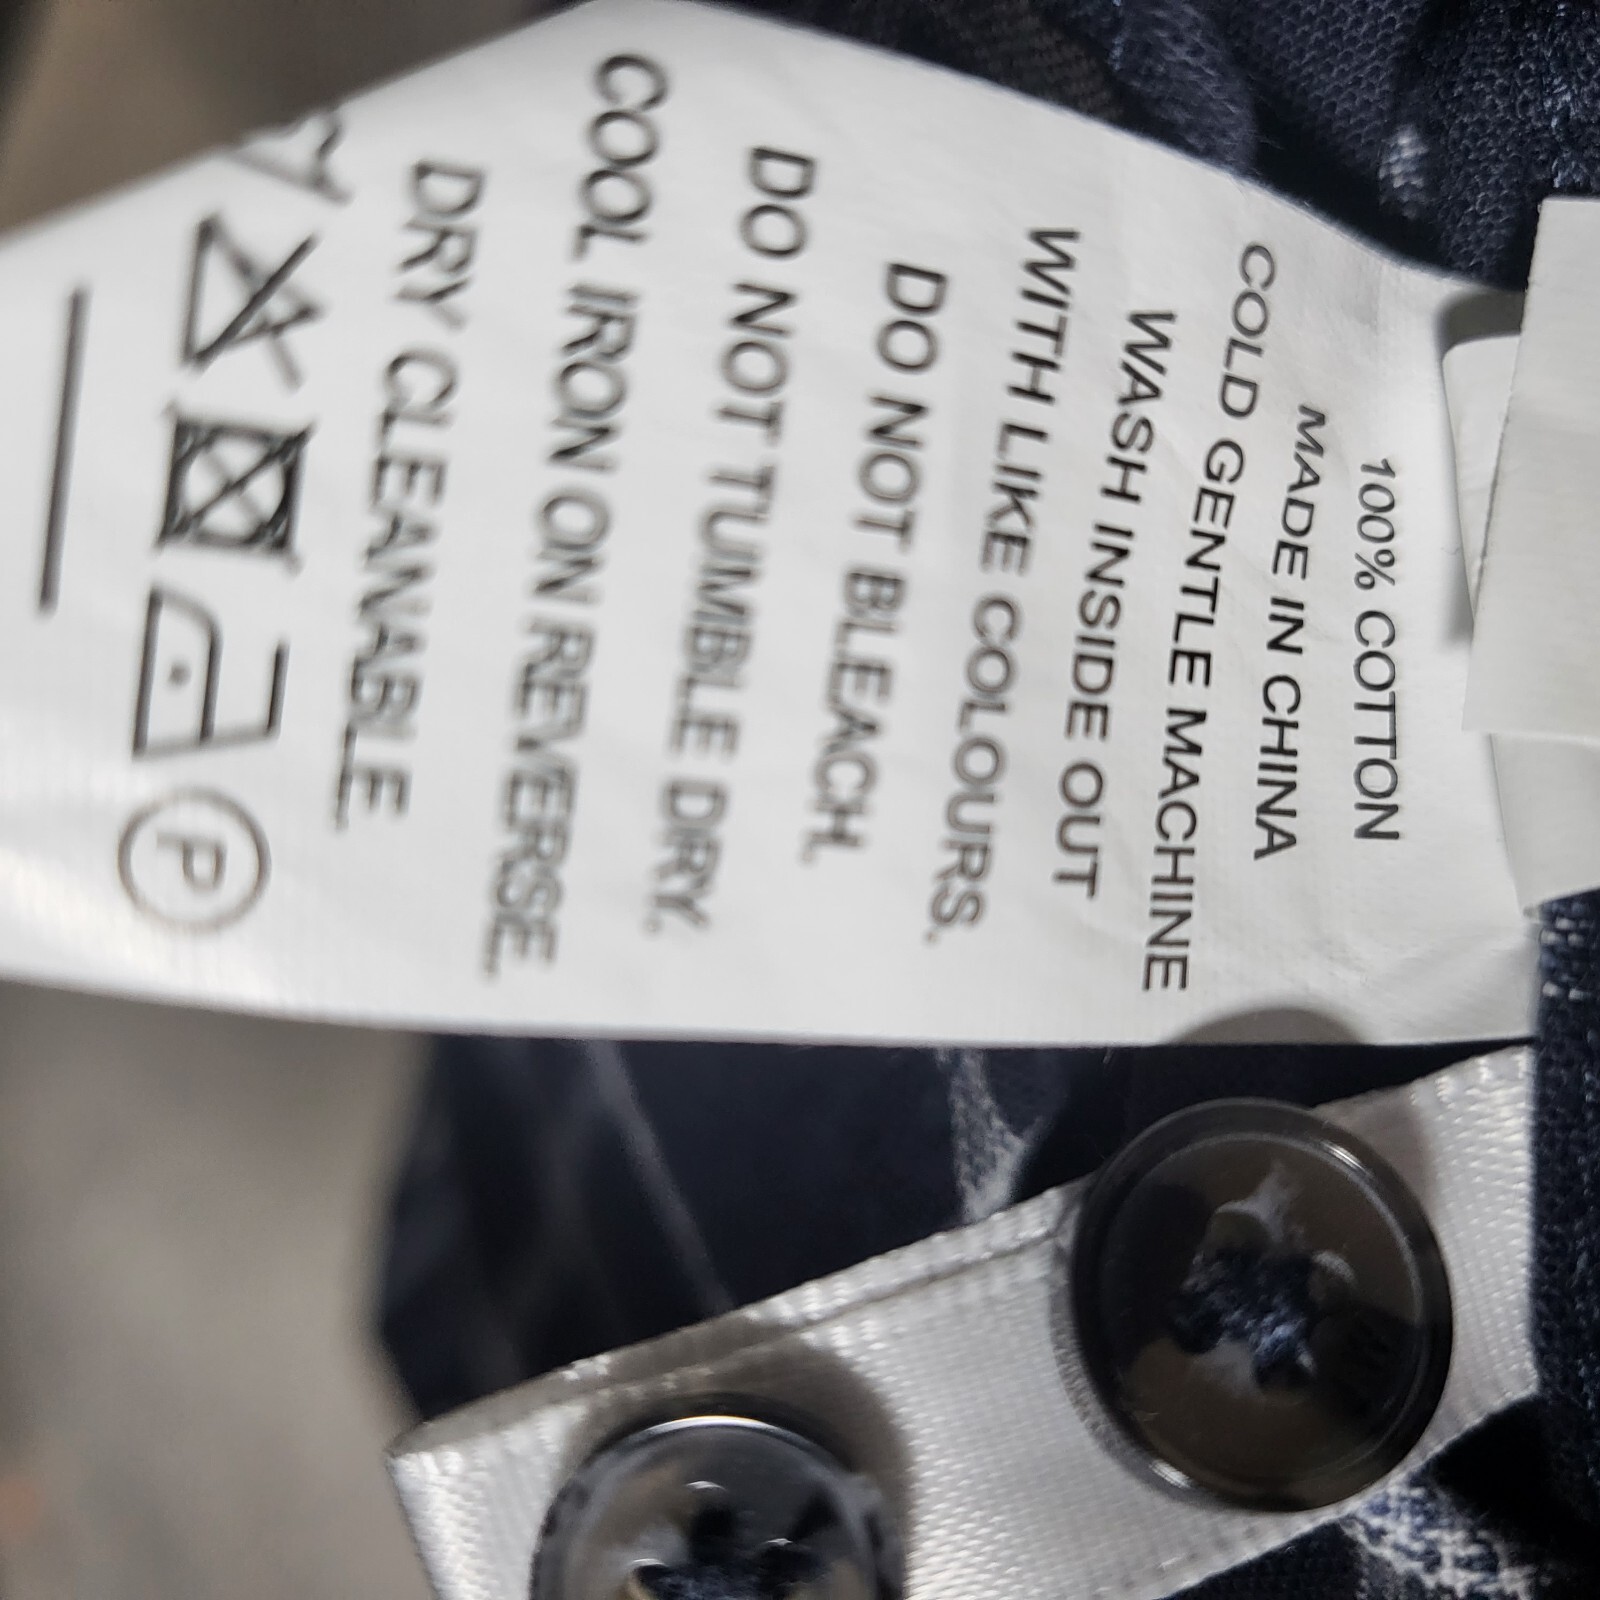 100% COTTON
MADE IN CHINA
COLD GENTLE MACHINE
WASH INSIDE OUT
WITH LIKE COLOURS.
DO NOT BLEACH.
DO NOT TUMBLE DRY.
COOL IRON ON REVERSE.
DRY CLEANABLE.
P